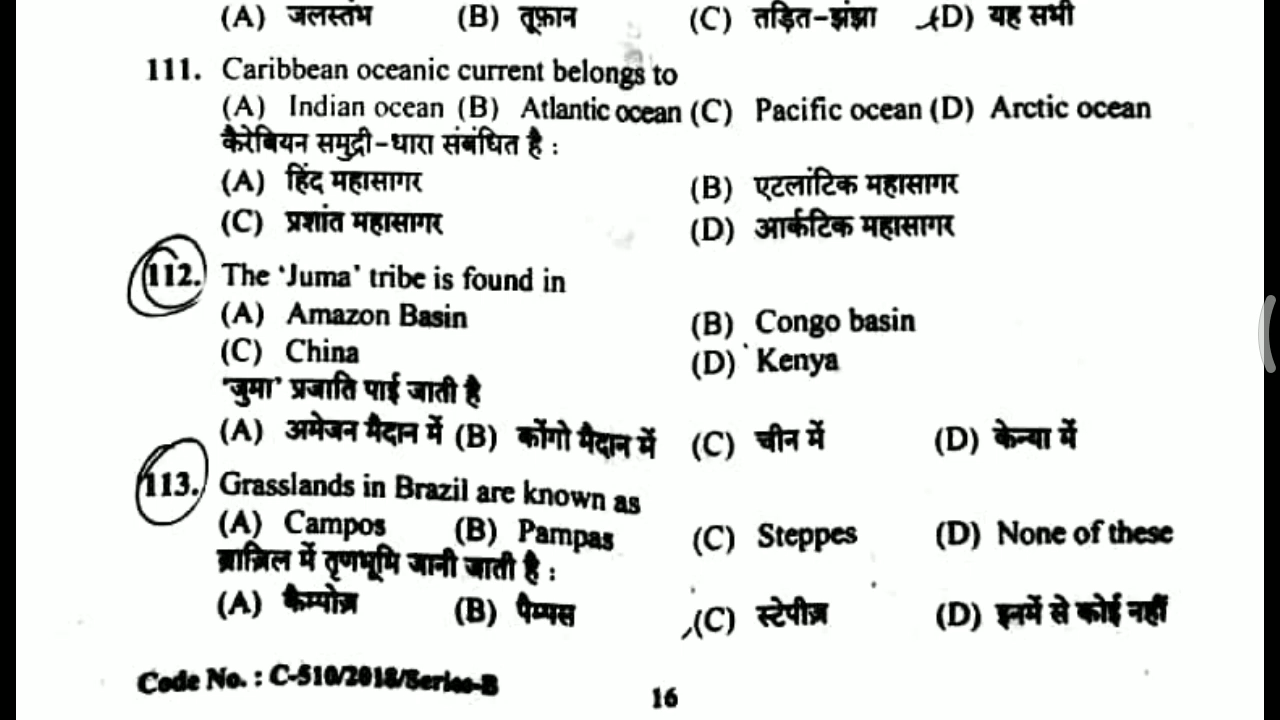 (A) जलस्तंभ (B) तूफ़ान (C) तड़ित-झंझा (D) यह सभी
111. Caribbean oceanic current belongs to
(A) Indian ocean (B) Atlantic ocean (C) Pacific ocean (D) Arctic ocean
कैरेबियन समुद्री-धारा संबंधित है :
(A) हिंद महासागर (B) एटलांटिक महासागर
(C) प्रशांत महासागर (D) आर्कटिक महासागर
112. The 'Juma' tribe is found in
(A) Amazon Basin (B) Congo basin
(C) China (D) Kenya
'जुमा' प्रजाति पाई जाती है
(A) अमेजन मैदान में (B) कोंगो मैदान में (C) चीन में (D) केन्या में
113. Grasslands in Brazil are known as
(A) Campos (B) Pampas (C) Steppes (D) None of these
ब्राज़िल में तृणभूमि जानी जाती है :
(A) कैम्पोज़ (B) पैम्पस (C) स्टेपीज़ (D) इनमें से कोई नहीं
Code No. : C-510/2018/Series-B 16